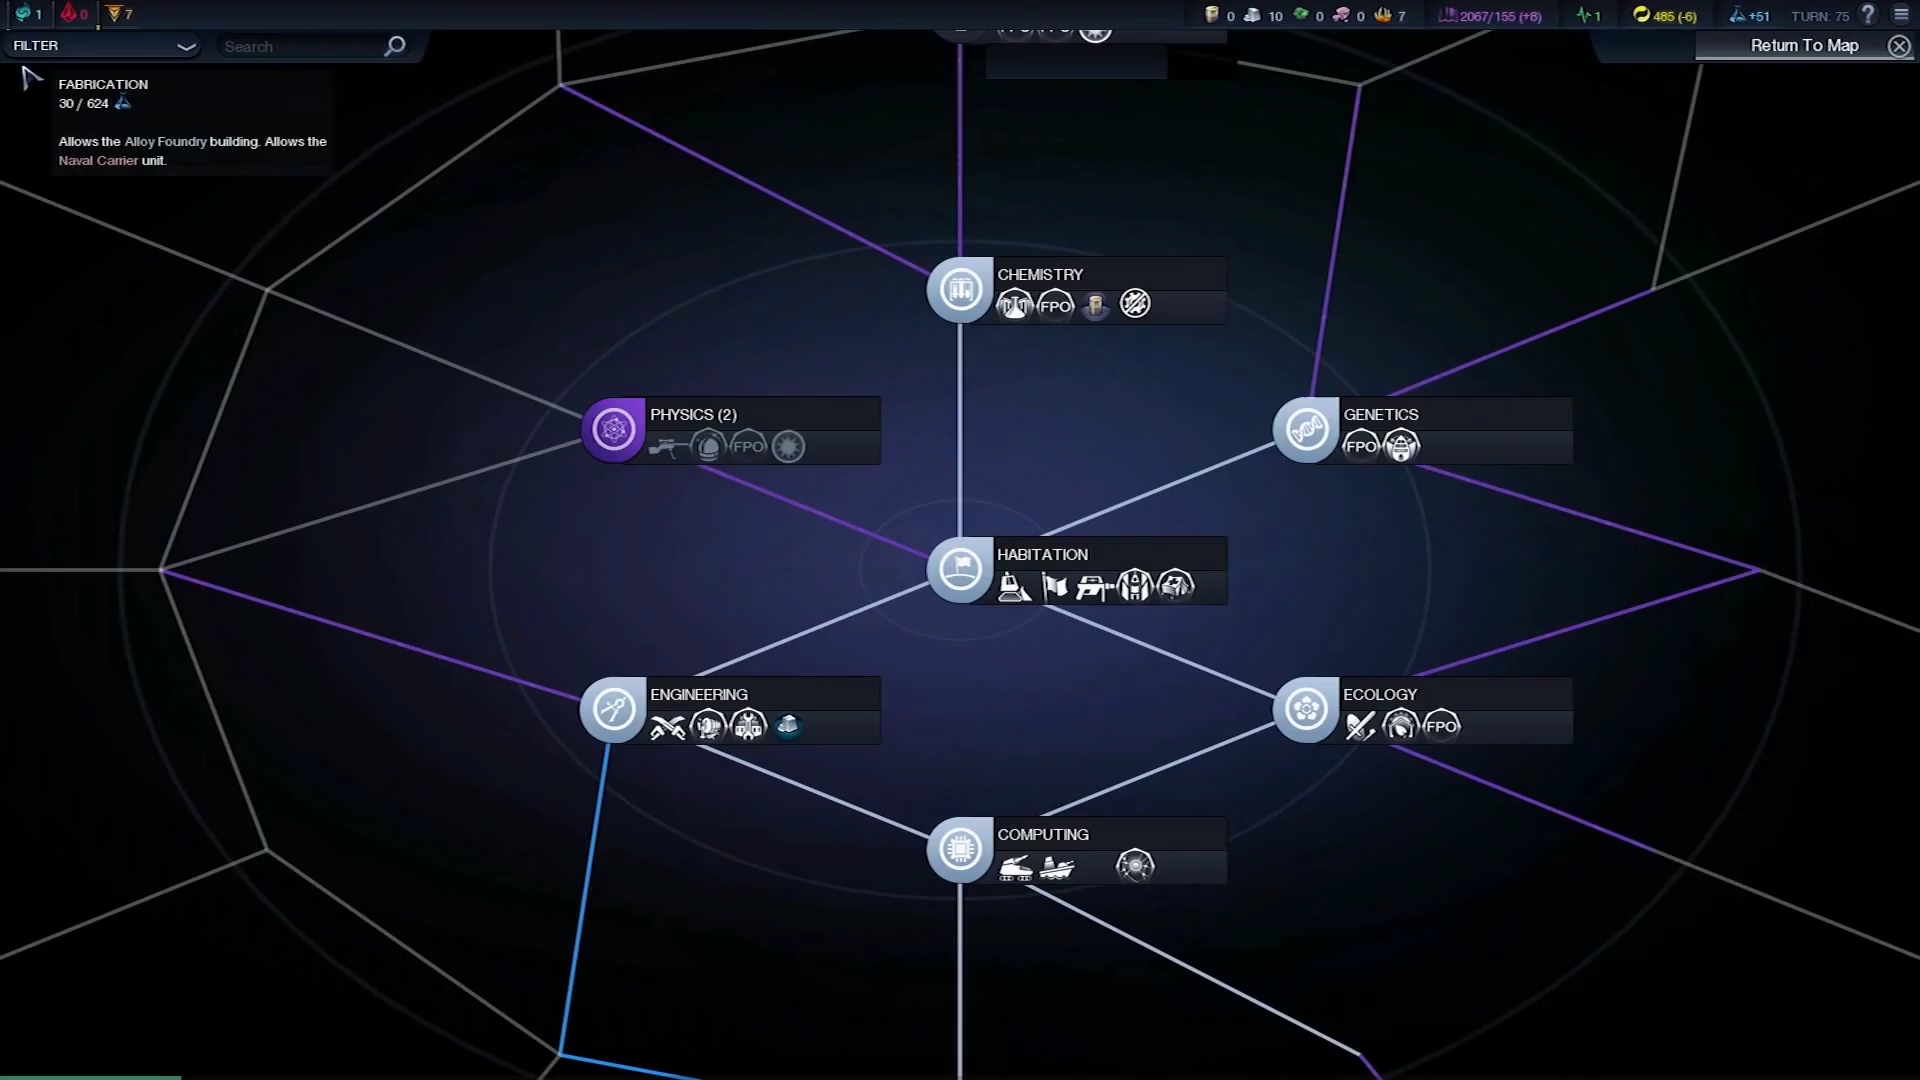 1 0 7 0 10 0 0 7 2067/155 (+8) 1 485 (-6) +51 TURN: 75 ?
FILTER Search Return To Map
FABRICATION
30 / 624
Allows the Alloy Foundry building. Allows the
Naval Carrier unit.
CHEMISTRY
FPO
PHYSICS (2)
FPO
GENETICS
FPO
HABITATION
ENGINEERING
ECOLOGY
FPO
COMPUTING